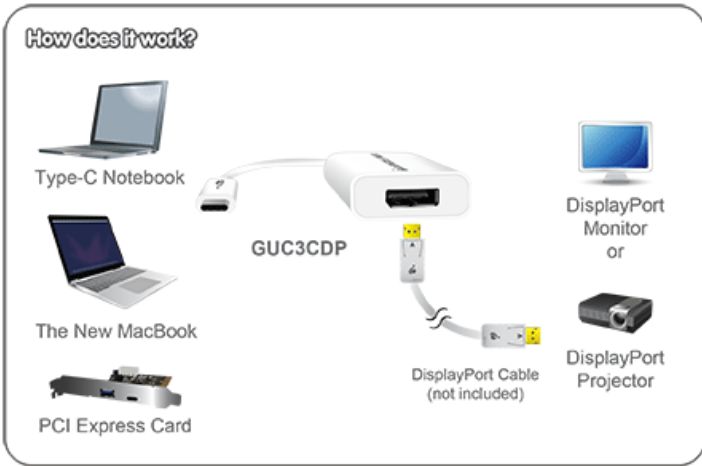 How does it work?
Type-C Notebook
The New MacBook
PCI Express Card
GUC3CDP
DisplayPort Cable
(not included)
DisplayPort
Monitor
or
DisplayPort
Projector